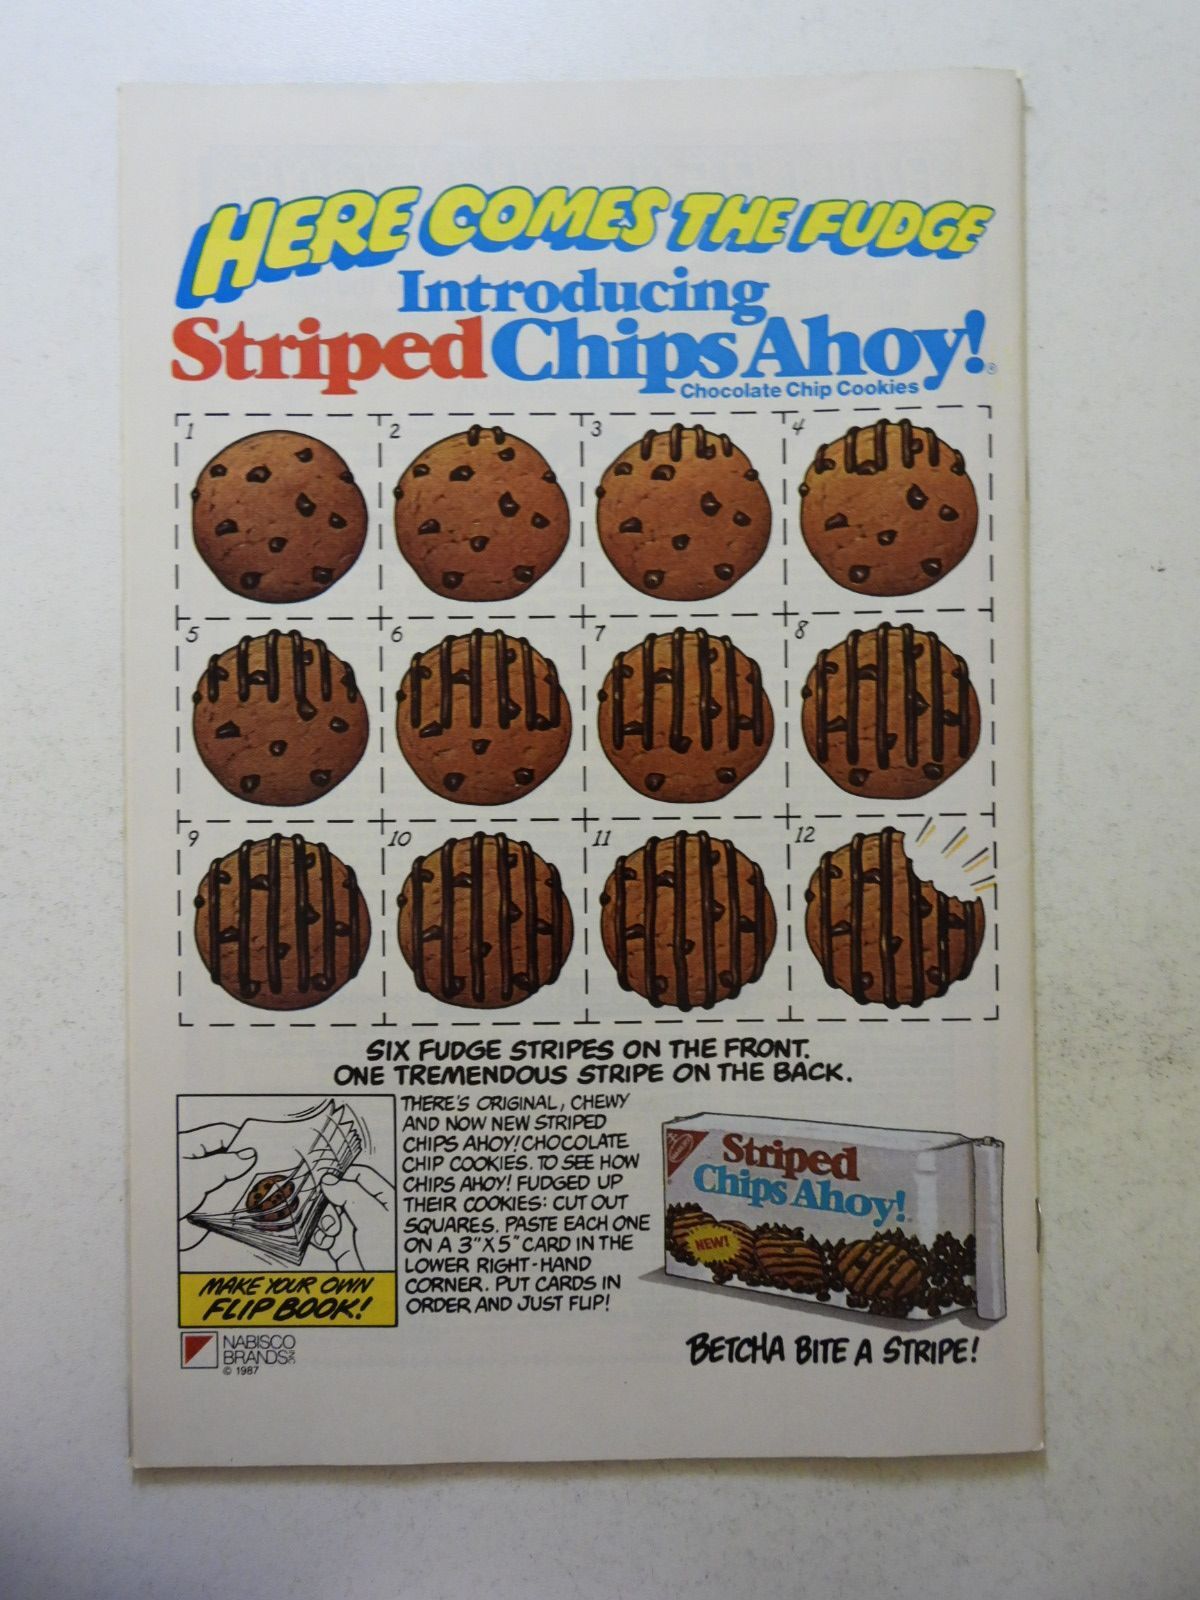 HERE COMES THE FUDGE
Introducing
Striped Chips Ahoy!®
Chocolate Chip Cookies
1
2
3
4
5
6
7
8
9
10
11
12
SIX FUDGE STRIPES ON THE FRONT.
ONE TREMENDOUS STRIPE ON THE BACK.
THERE'S ORIGINAL, CHEWY
AND NOW NEW STRIPED
CHIPS AHOY! CHOCOLATE
CHIP COOKIES. TO SEE HOW
CHIPS AHOY! FUDGED UP
THEIR COOKIES: CUT OUT
SQUARES. PASTE EACH ONE
ON A 3"X5" CARD IN THE
LOWER RIGHT-HAND
CORNER. PUT CARDS IN
ORDER AND JUST FLIP!
MAKE YOUR OWN
FLIP BOOK!
NABISCO
BRANDS INC
© 1987
NABISCO
Striped
Chips Ahoy!
NEW!
BETCHA BITE A STRIPE!